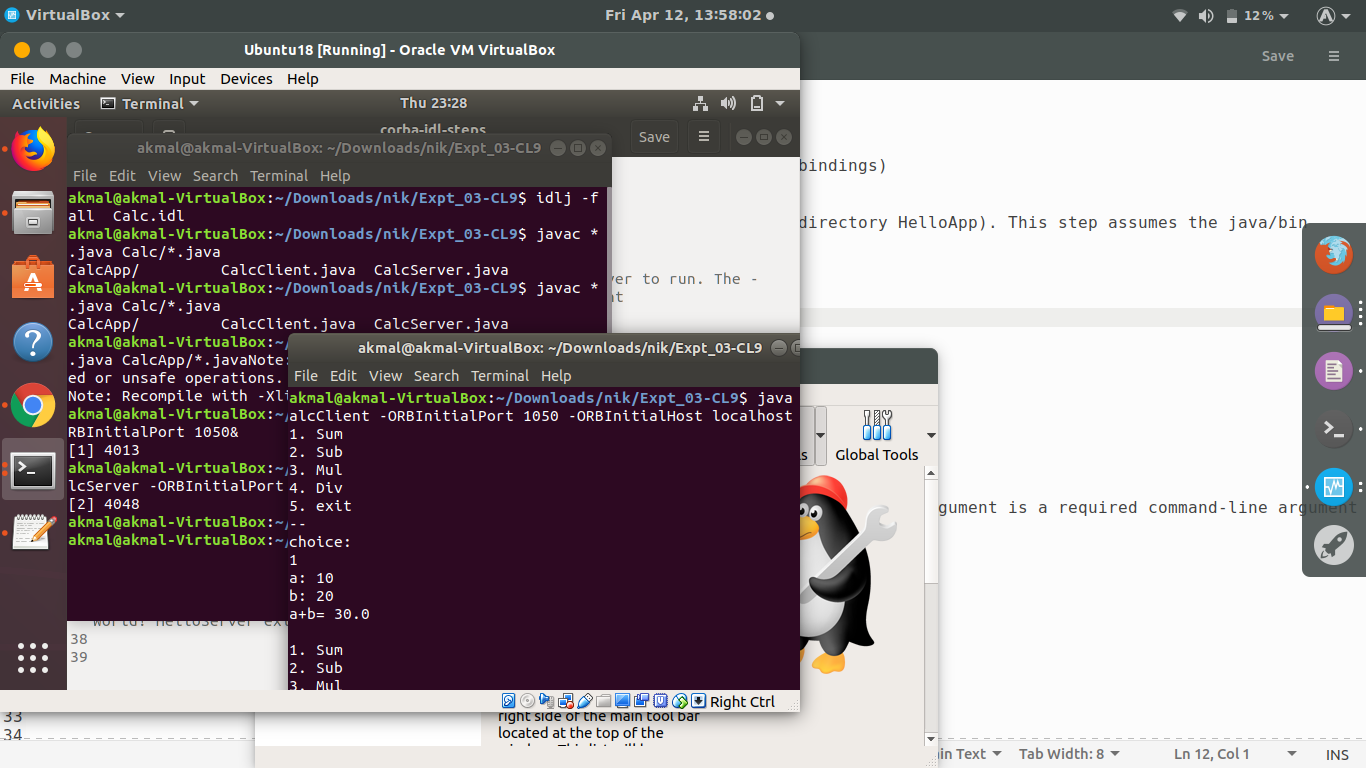 VirtualBox
Fri Apr 12, 13:58:02
12 %
Ubuntu18 [Running] - Oracle VM VirtualBox
Save
File Machine View Input Devices Help
Activities Terminal Thu 23:28
corba-idl-steps
Save
akmal@akmal-VirtualBox: ~/Downloads/nik/Expt_03-CL9
File Edit View Search Terminal Help
akmal@akmal-VirtualBox:~/Downloads/nik/Expt_03-CL9$ idlj -f
all  Calc.idl
akmal@akmal-VirtualBox:~/Downloads/nik/Expt_03-CL9$ javac *
.java Calc/*.java
CalcApp/         CalcClient.java  CalcServer.java
akmal@akmal-VirtualBox:~/Downloads/nik/Expt_03-CL9$ javac *
.java Calc/*.java
CalcApp/         CalcClient.java  CalcServer.java
akmal@akmal-VirtualBox:~/
.java CalcApp/*.javaNote:
ed or unsafe operations.
Note: Recompile with -Xli
akmal@akmal-VirtualBox:~/
RBInitialPort 1050&
[1] 4013
akmal@akmal-VirtualBox:~/
lcServer -ORBInitialPort
[2] 4048
akmal@akmal-VirtualBox:~/
akmal@akmal-VirtualBox:~/
World! HelloServer ex
38
39
akmal@akmal-VirtualBox: ~/Downloads/nik/Expt_03-CL9
File Edit View Search Terminal Help
akmal@akmal-VirtualBox:~/Downloads/nik/Expt_03-CL9$ java
alcClient -ORBInitialPort 1050 -ORBInitialHost localhost
1. Sum
2. Sub
3. Mul
4. Div
5. exit
--
choice:
1
a: 10
b: 20
a+b= 30.0
1. Sum
2. Sub
3. Mul
Right Ctrl
bindings)
directory HelloApp). This step assumes the java/bin
ver to run. The -
at
Global Tools
gument is a required command-line argument
right side of the main tool bar
located at the top of the
33
34
in Text Tab Width: 8 Ln 12, Col 1 INS